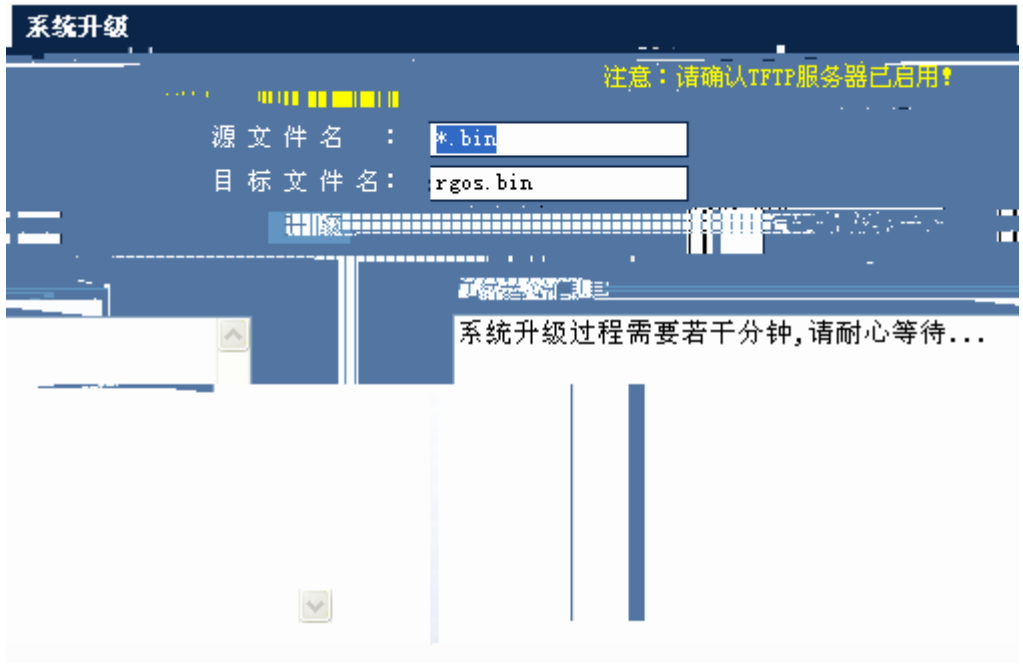 系统升级
注意：请确认TFTP服务器已启用!
源文件名 : *.bin
目标文件名: rgos.bin
系统升级过程需要若干分钟,请耐心等待...